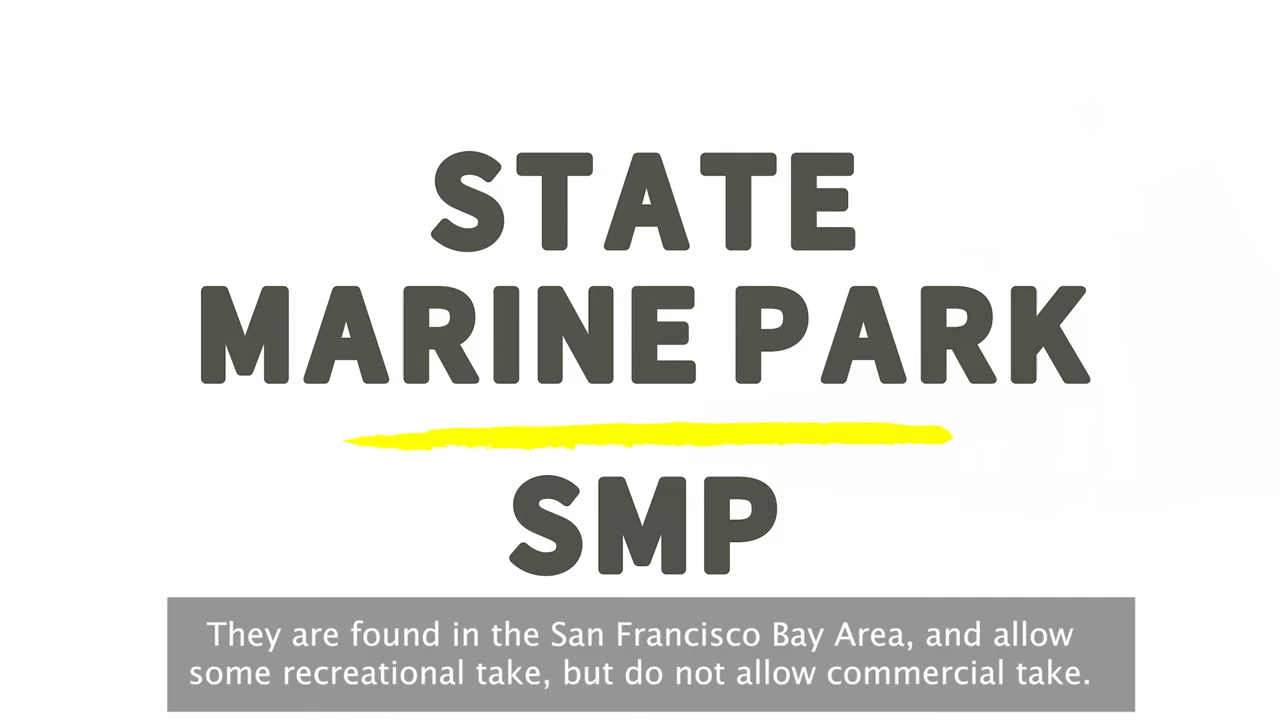 STATE
MARINE PARK
SMP
They are found in the San Francisco Bay Area, and allow
some recreational take, but do not allow commercial take.